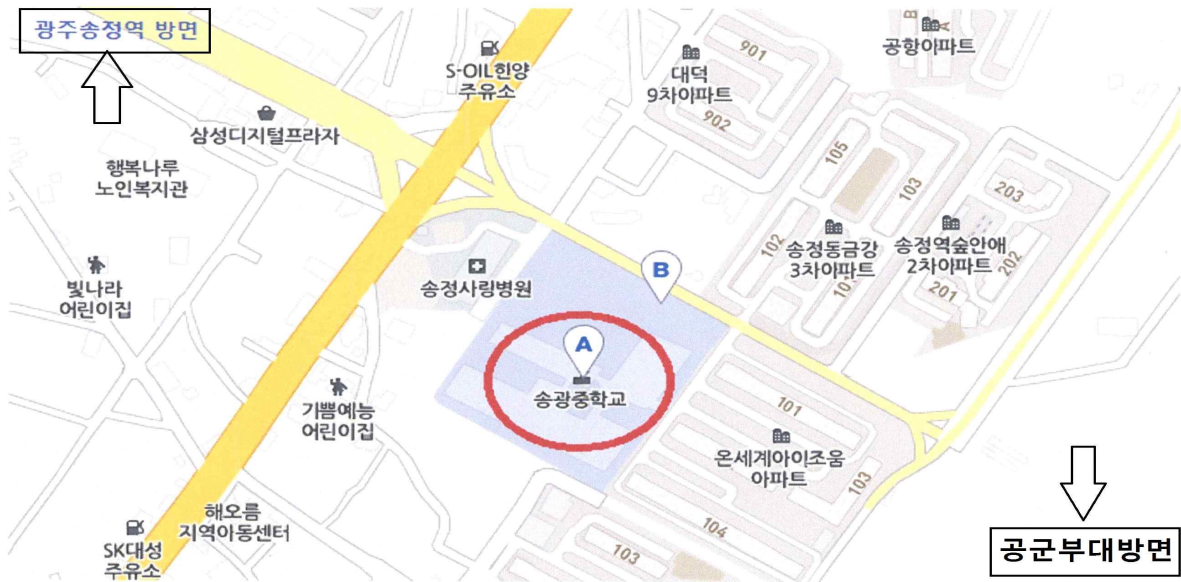 광주송정역 방면
S-OIL한양
주유소
삼성디지털프라자
행복나루
노인복지관
빛나라
어린이집
901
대덕
9차아파트
902
B
A
공항아파트
105
103
102
송정동금강
3차아파트
101
203
송정역숲안애
2차아파트
202
201
송정사랑병원
B
A
송광중학교
기쁨예능
어린이집
101
온세계아이조움
아파트
103
104
103
해오름
지역아동센터
SK대성
주유소
공군부대방면